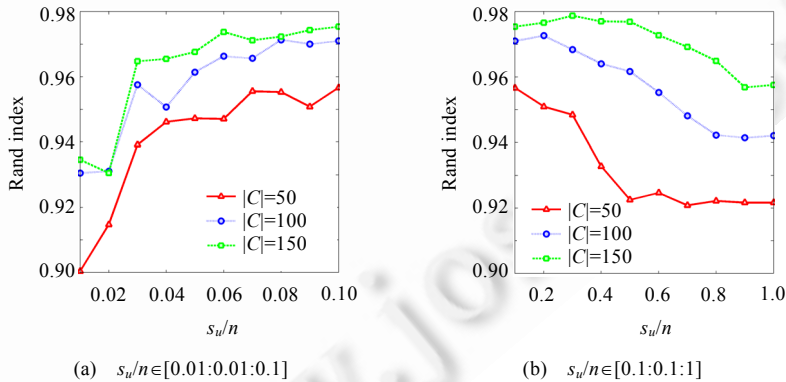 0.98
0.96
0.94
0.92
0.90
Rand index
|C|=50
|C|=100
|C|=150
0.02 0.04 0.06 0.08 0.10
s_u/n
(a) s_u/n∈[0.01:0.01:0.1]
0.98
0.96
0.94
0.92
0.90
Rand index
|C|=50
|C|=100
|C|=150
0.2 0.4 0.6 0.8 1.0
s_u/n
(b) s_u/n∈[0.1:0.1:1]